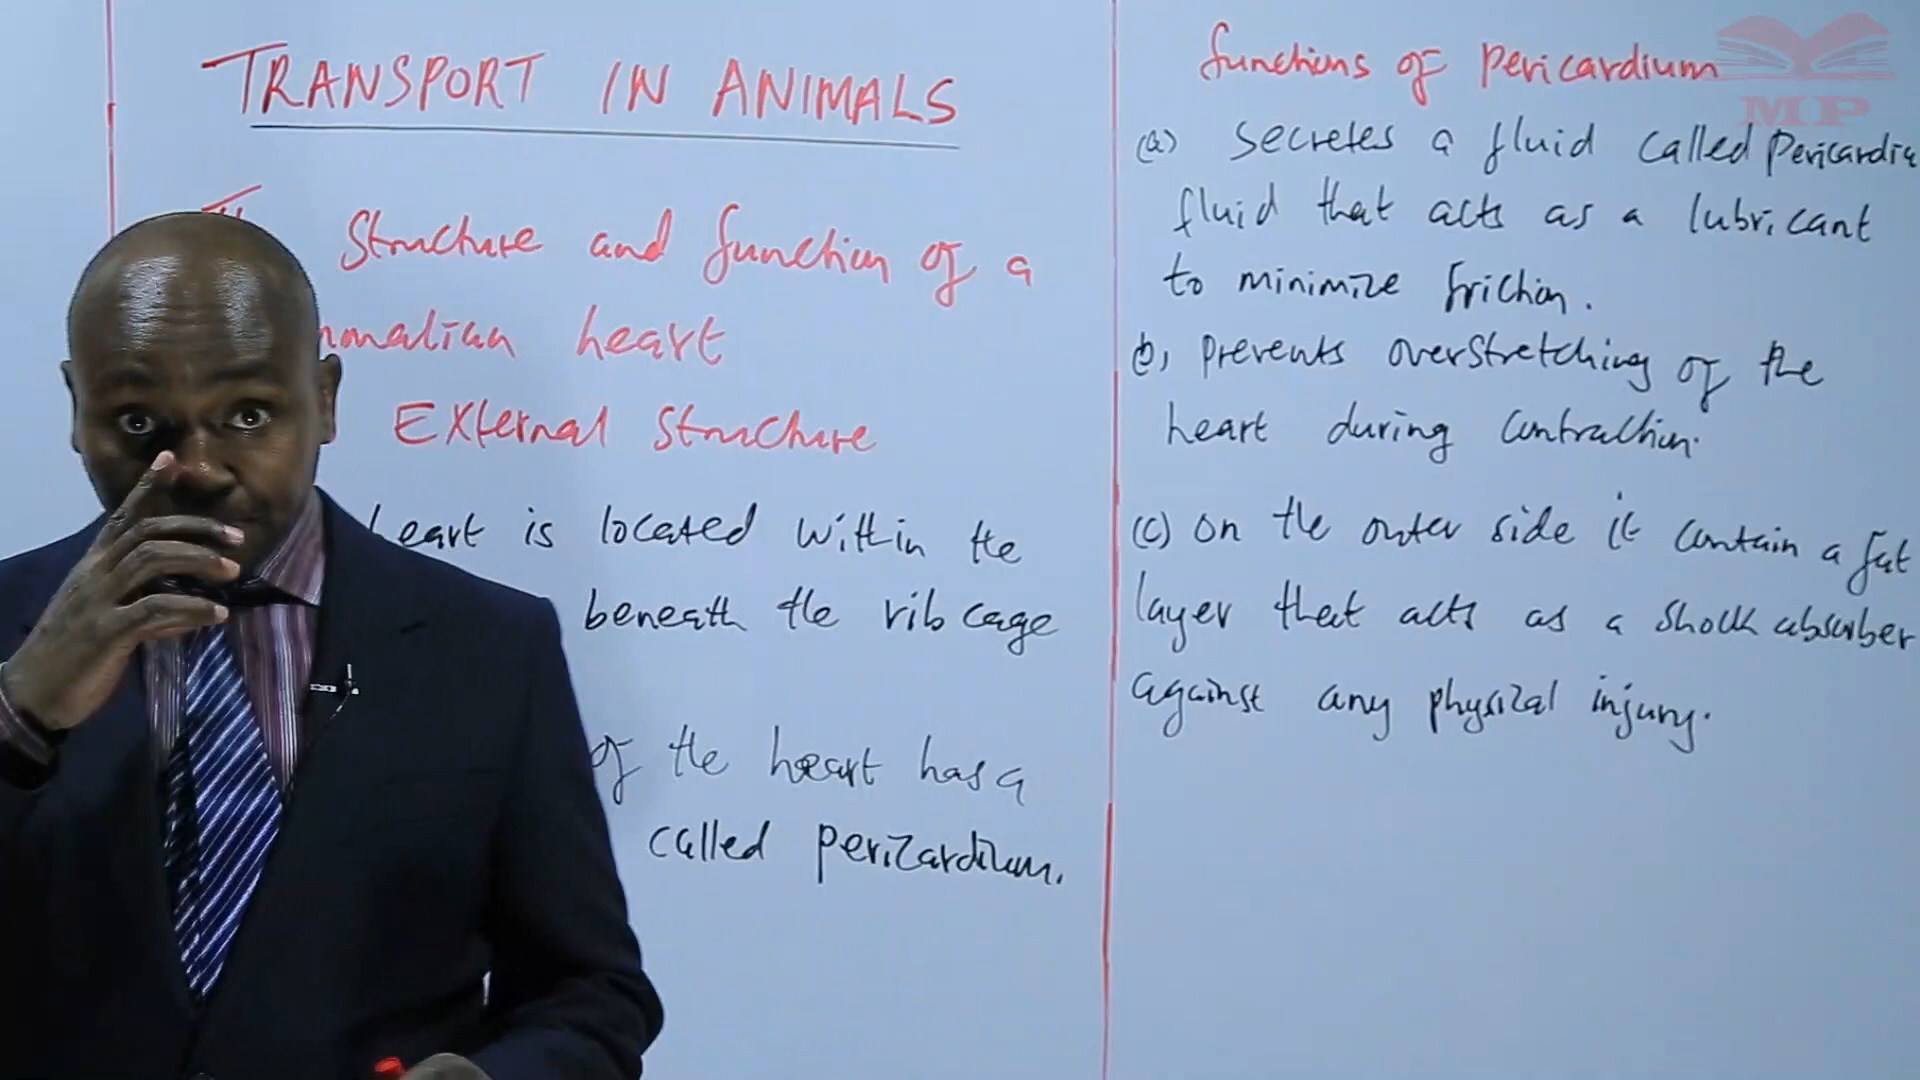 TRANSPORT IN ANIMALS
Structure and function of a
heart
External Structure
is located within the
beneath the rib cage
of the heart has a
called pericardium.
functions of pericardium
MP
(a) secretes a fluid called
fluid that acts as a lubricant
to minimize friction.
(b) prevents overstretching of the
heart during contraction.
(c) on the outer side it contain a fat
layer that acts as a shock absorber
against any physical injury.